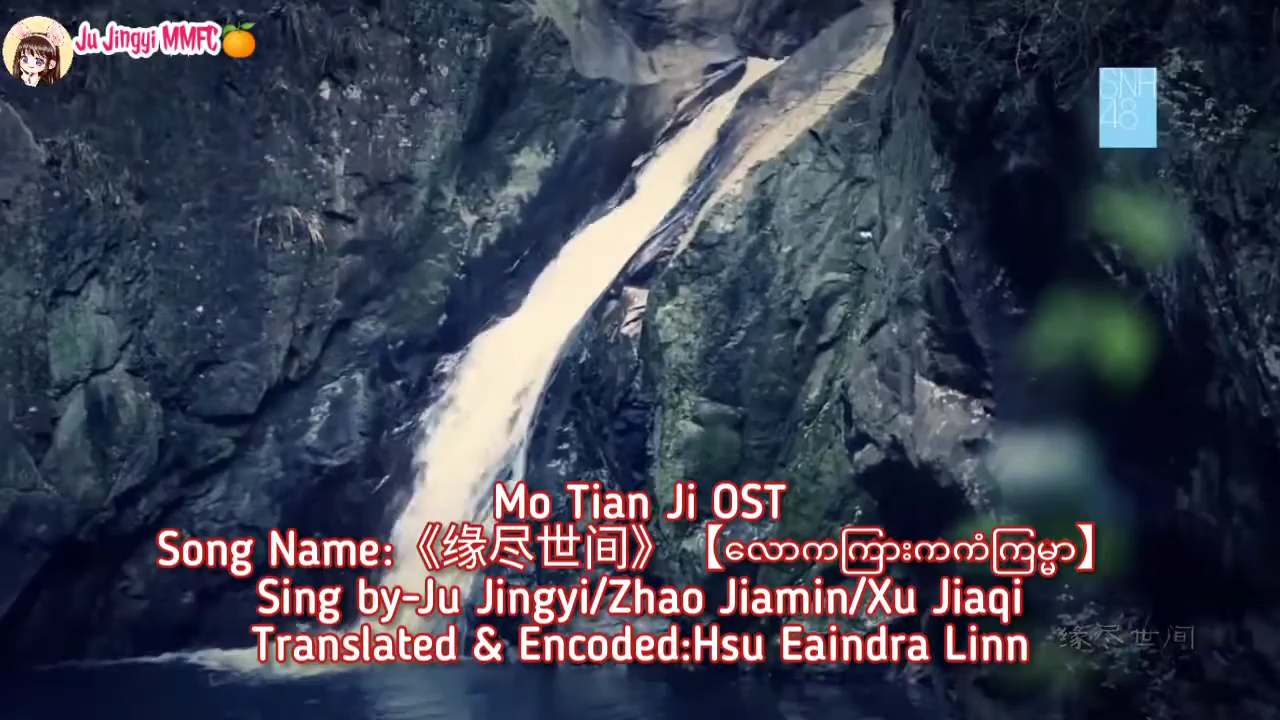 Ju Jingyi MMFC
SNH
48
Mo Tian Ji OST
Song Name:《缘尽世间》 【လောကကြားကကံကြမ္မာ】
Sing by-Ju Jingyi/Zhao Jiamin/Xu Jiaqi
Translated & Encoded:Hsu Eaindra Linn
缘尽世间